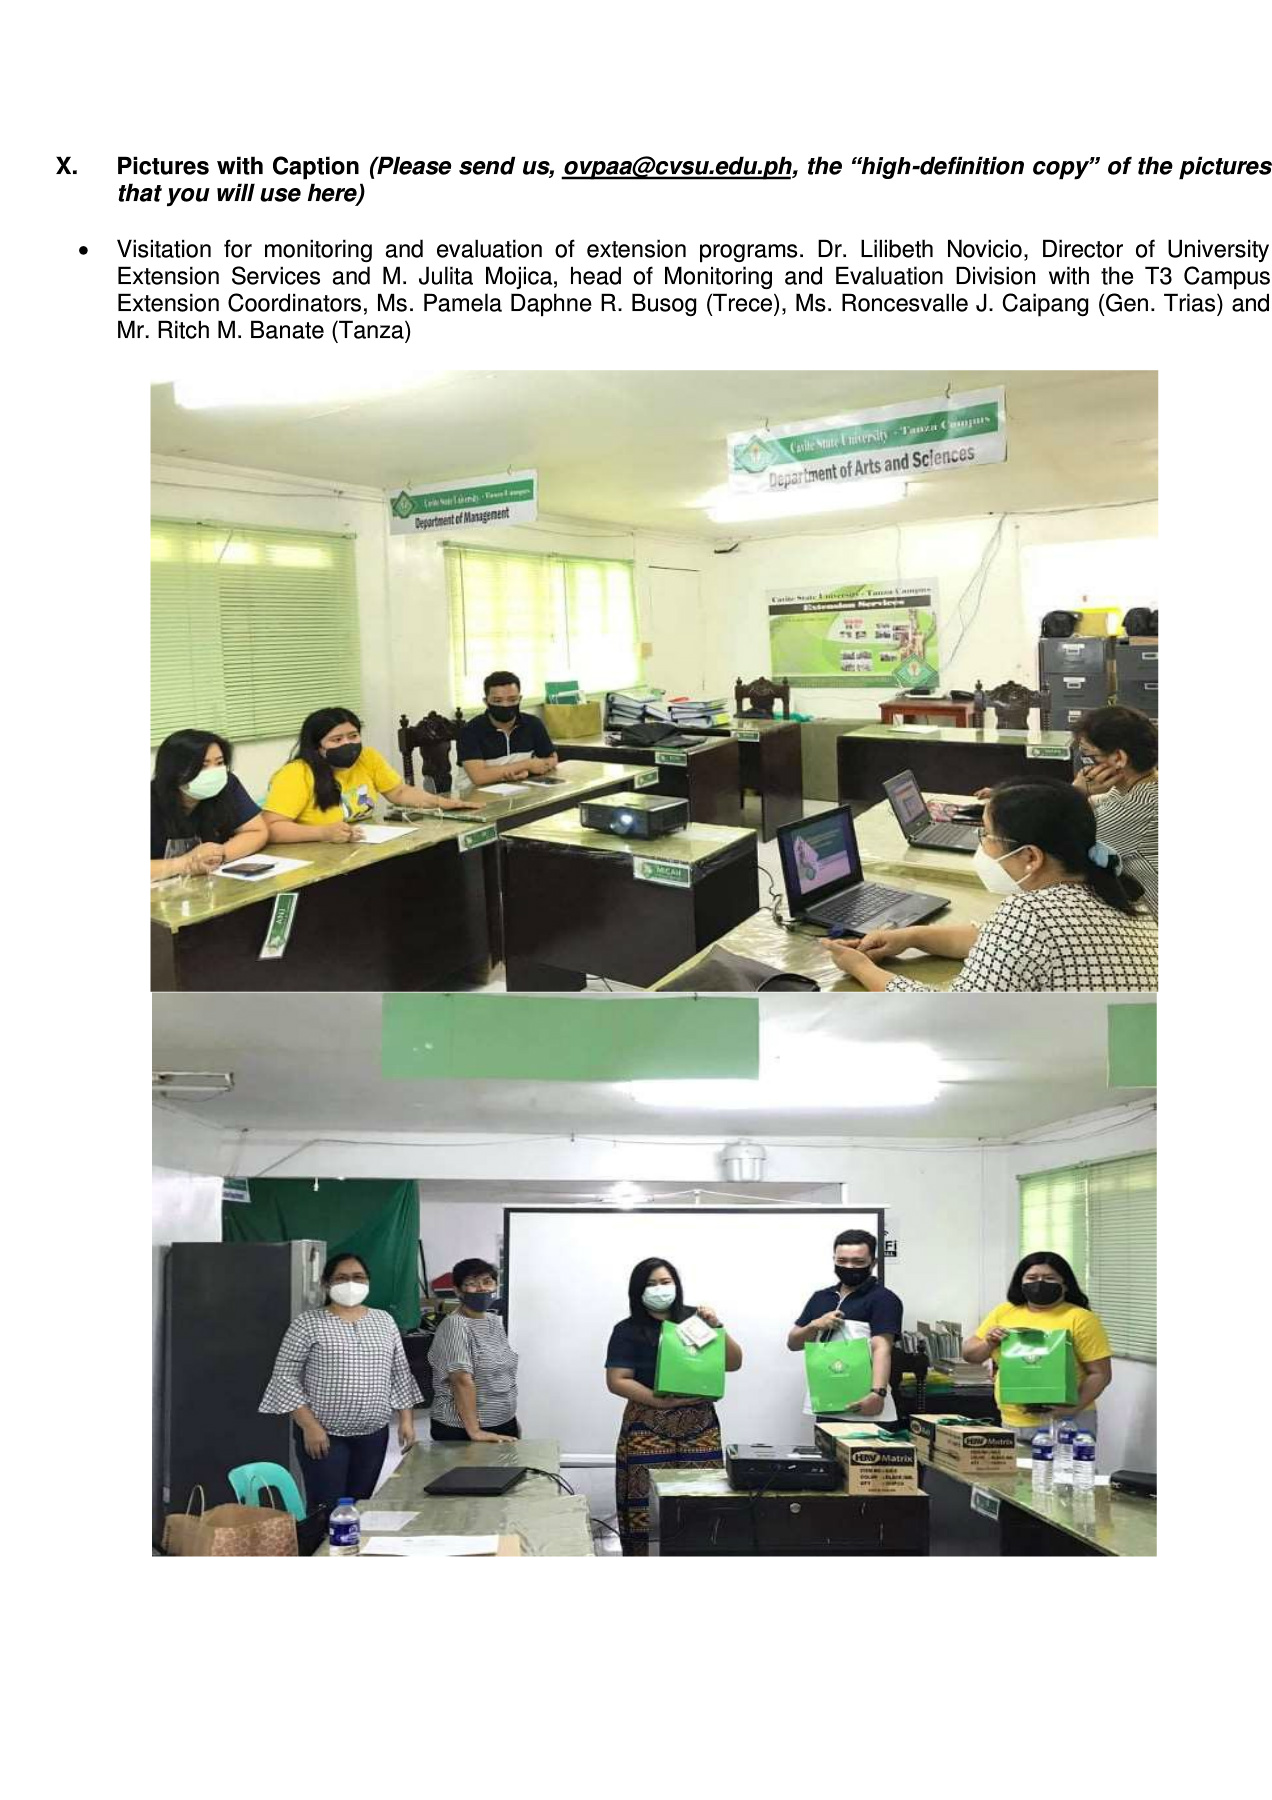 X. Pictures with Caption (Please send us, ovpaa@cvsu.edu.ph, the “high-definition copy” of the pictures
that you will use here)
• Visitation for monitoring and evaluation of extension programs. Dr. Lilibeth Novicio, Director of University
Extension Services and M. Julita Mojica, head of Monitoring and Evaluation Division with the T3 Campus
Extension Coordinators, Ms. Pamela Daphne R. Busog (Trece), Ms. Roncesvalle J. Caipang (Gen. Trias) and
Mr. Ritch M. Banate (Tanza)
Cavite State University - Tanza Campus
Department of Arts and Sciences
Cavite State University - Tanza Campus
Department of Management
Cavite State University - Tanza Campus
Extension Services
MICAH
Fi
HBW Matrix
HBW Matrix